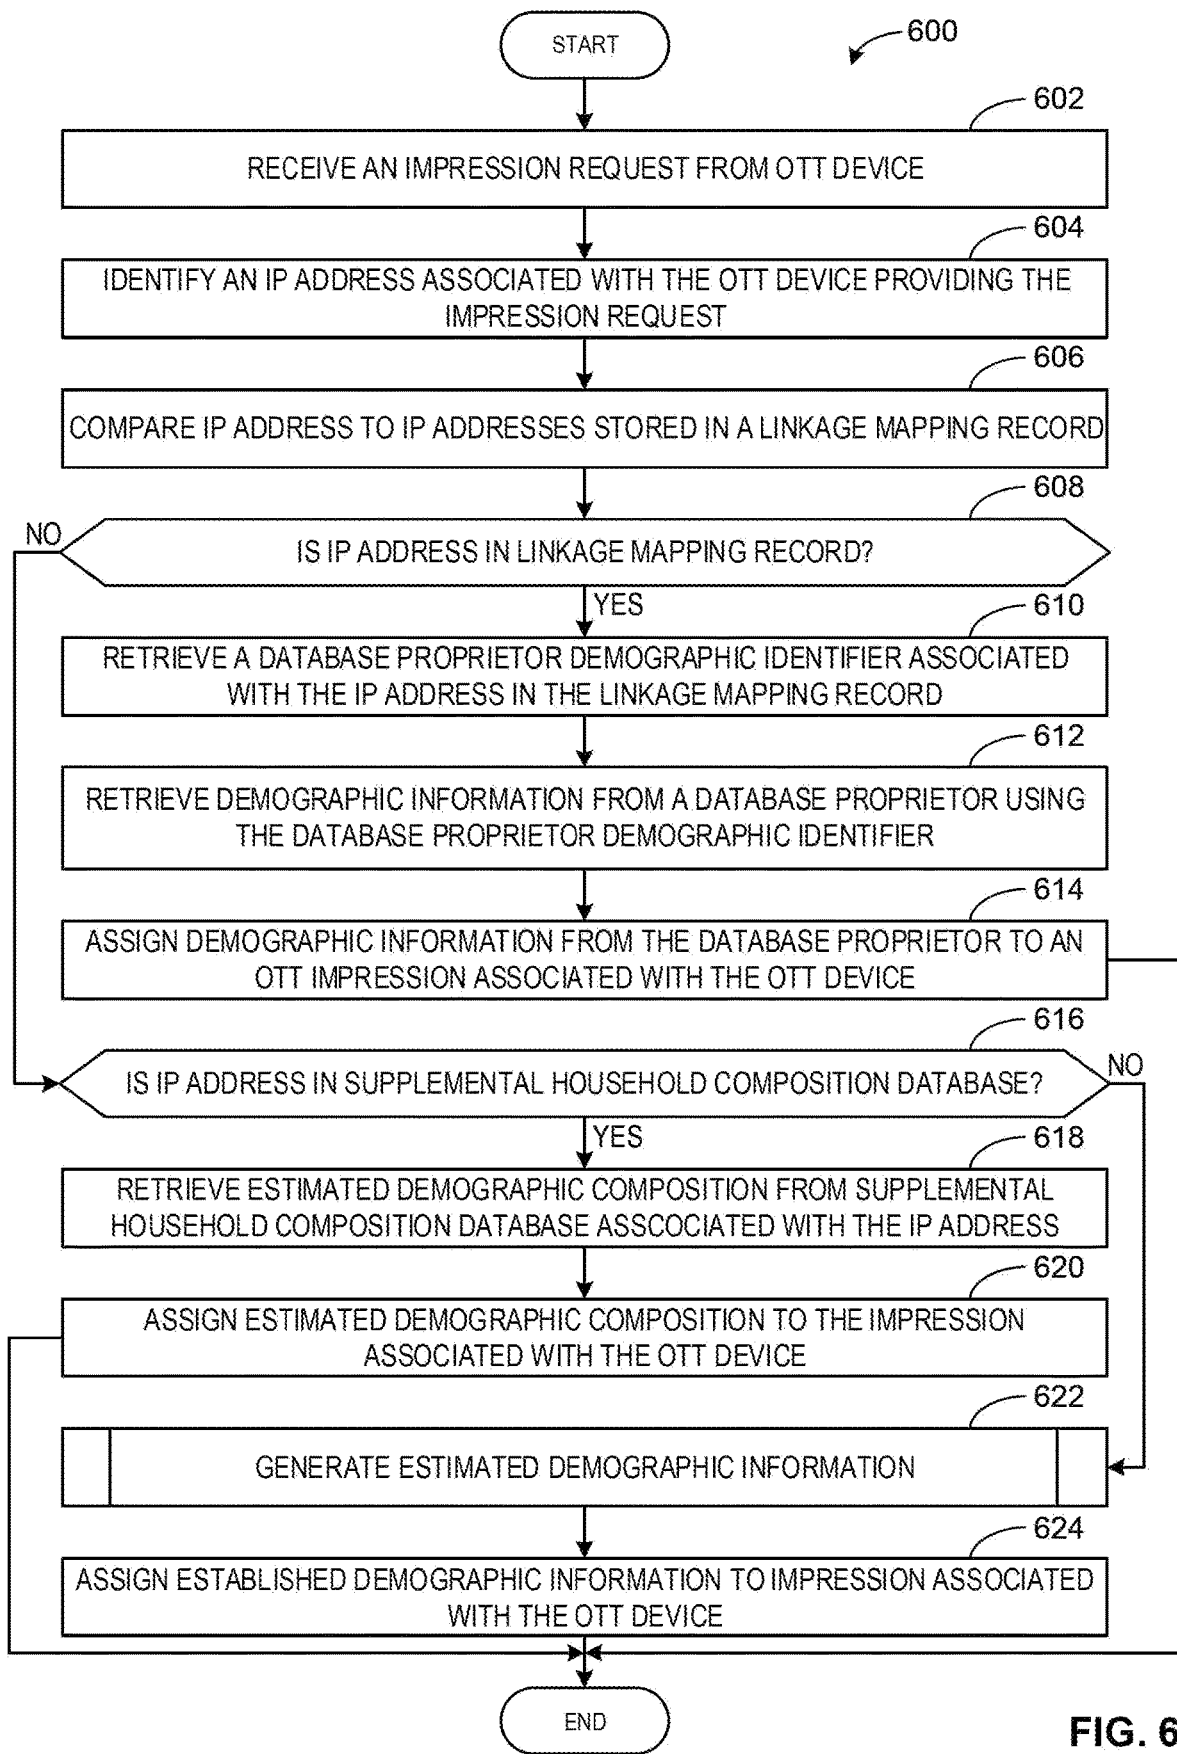 START
600
602
RECEIVE AN IMPRESSION REQUEST FROM OTT DEVICE
604
IDENTIFY AN IP ADDRESS ASSOCIATED WITH THE OTT DEVICE PROVIDING THE
IMPRESSION REQUEST
606
COMPARE IP ADDRESS TO IP ADDRESSES STORED IN A LINKAGE MAPPING RECORD
608
NO
IS IP ADDRESS IN LINKAGE MAPPING RECORD?
YES
610
RETRIEVE A DATABASE PROPRIETOR DEMOGRAPHIC IDENTIFIER ASSOCIATED
WITH THE IP ADDRESS IN THE LINKAGE MAPPING RECORD
612
RETRIEVE DEMOGRAPHIC INFORMATION FROM A DATABASE PROPRIETOR USING
THE DATABASE PROPRIETOR DEMOGRAPHIC IDENTIFIER
614
ASSIGN DEMOGRAPHIC INFORMATION FROM THE DATABASE PROPRIETOR TO AN
OTT IMPRESSION ASSOCIATED WITH THE OTT DEVICE
616
IS IP ADDRESS IN SUPPLEMENTAL HOUSEHOLD COMPOSITION DATABASE?
NO
YES
618
RETRIEVE ESTIMATED DEMOGRAPHIC COMPOSITION FROM SUPPLEMENTAL
HOUSEHOLD COMPOSITION DATABASE ASSCOCIATED WITH THE IP ADDRESS
620
ASSIGN ESTIMATED DEMOGRAPHIC COMPOSITION TO THE IMPRESSION
ASSOCIATED WITH THE OTT DEVICE
622
GENERATE ESTIMATED DEMOGRAPHIC INFORMATION
624
ASSIGN ESTABLISHED DEMOGRAPHIC INFORMATION TO IMPRESSION ASSOCIATED
WITH THE OTT DEVICE
END
FIG. 6